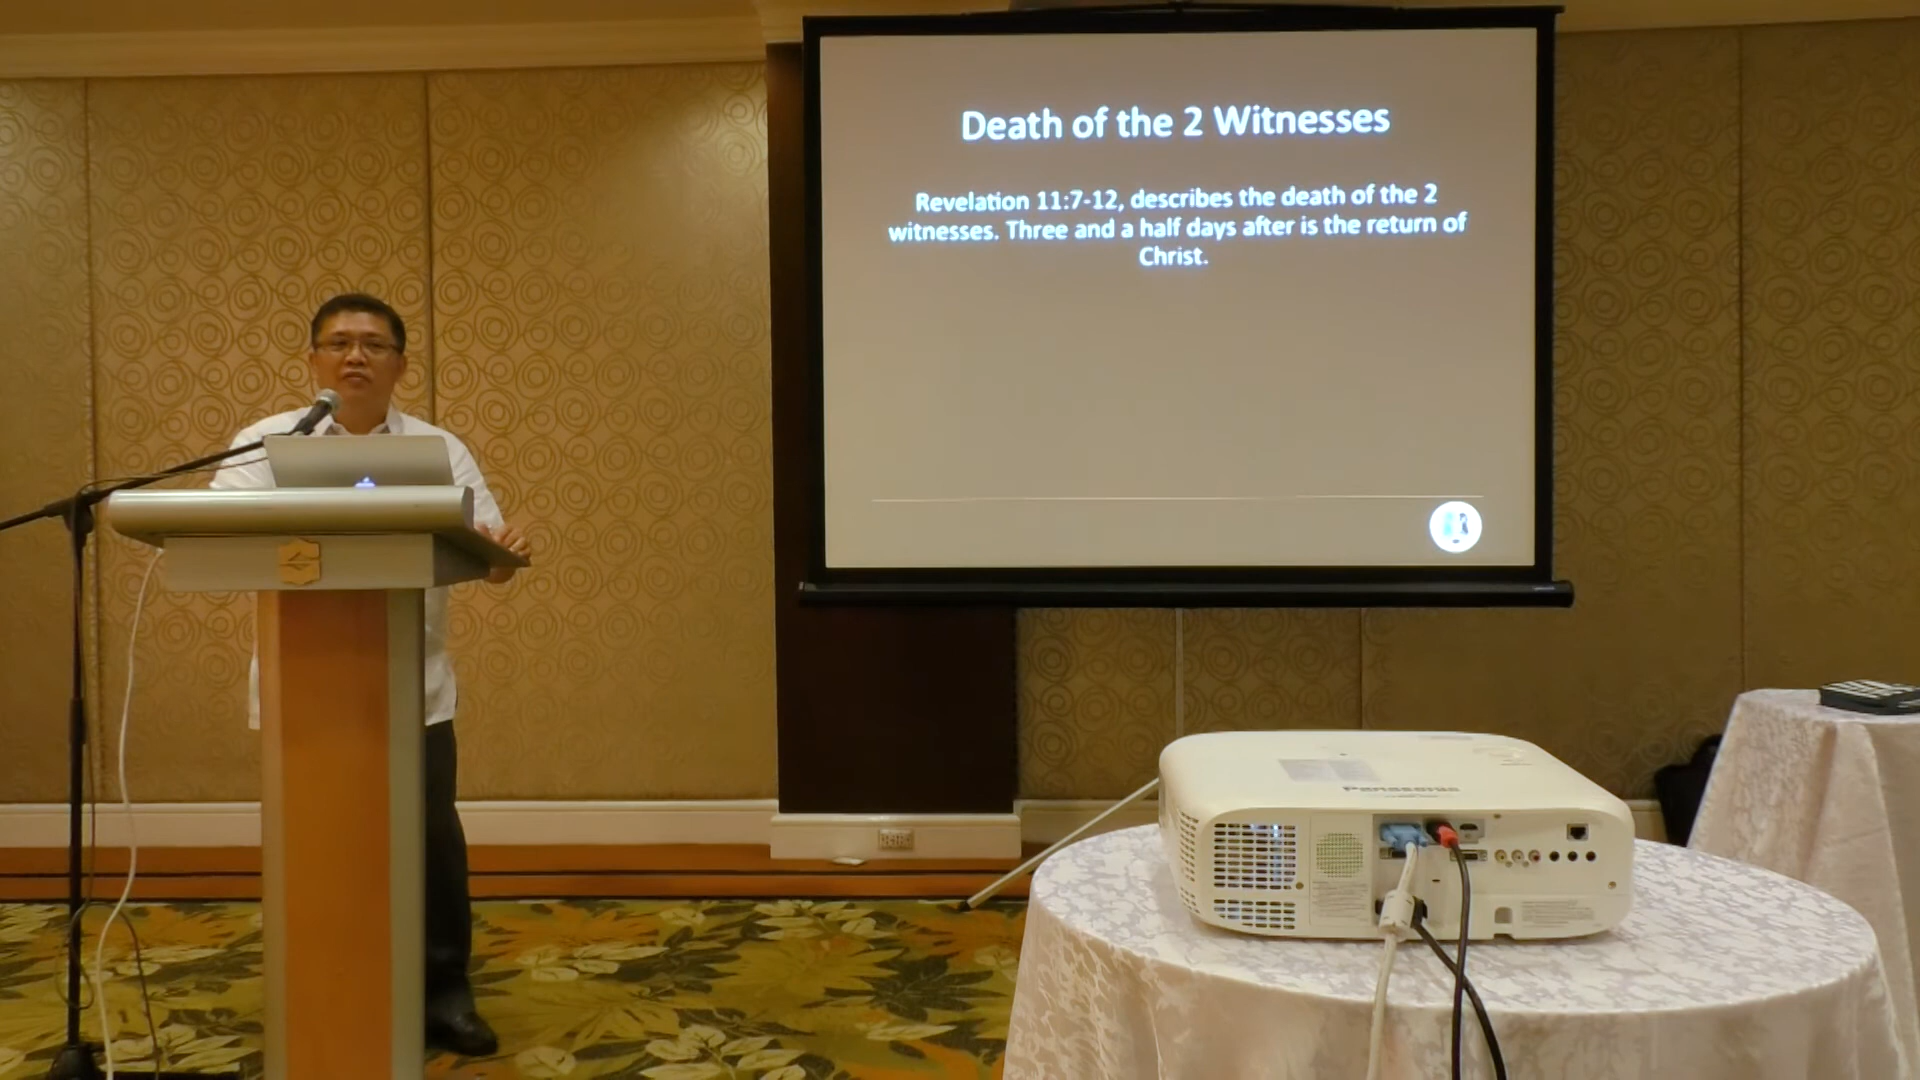 Death of the 2 Witnesses
Revelation 11:7-12, describes the death of the 2
witnesses. Three and a half days after is the return of
Christ.
Panasonic